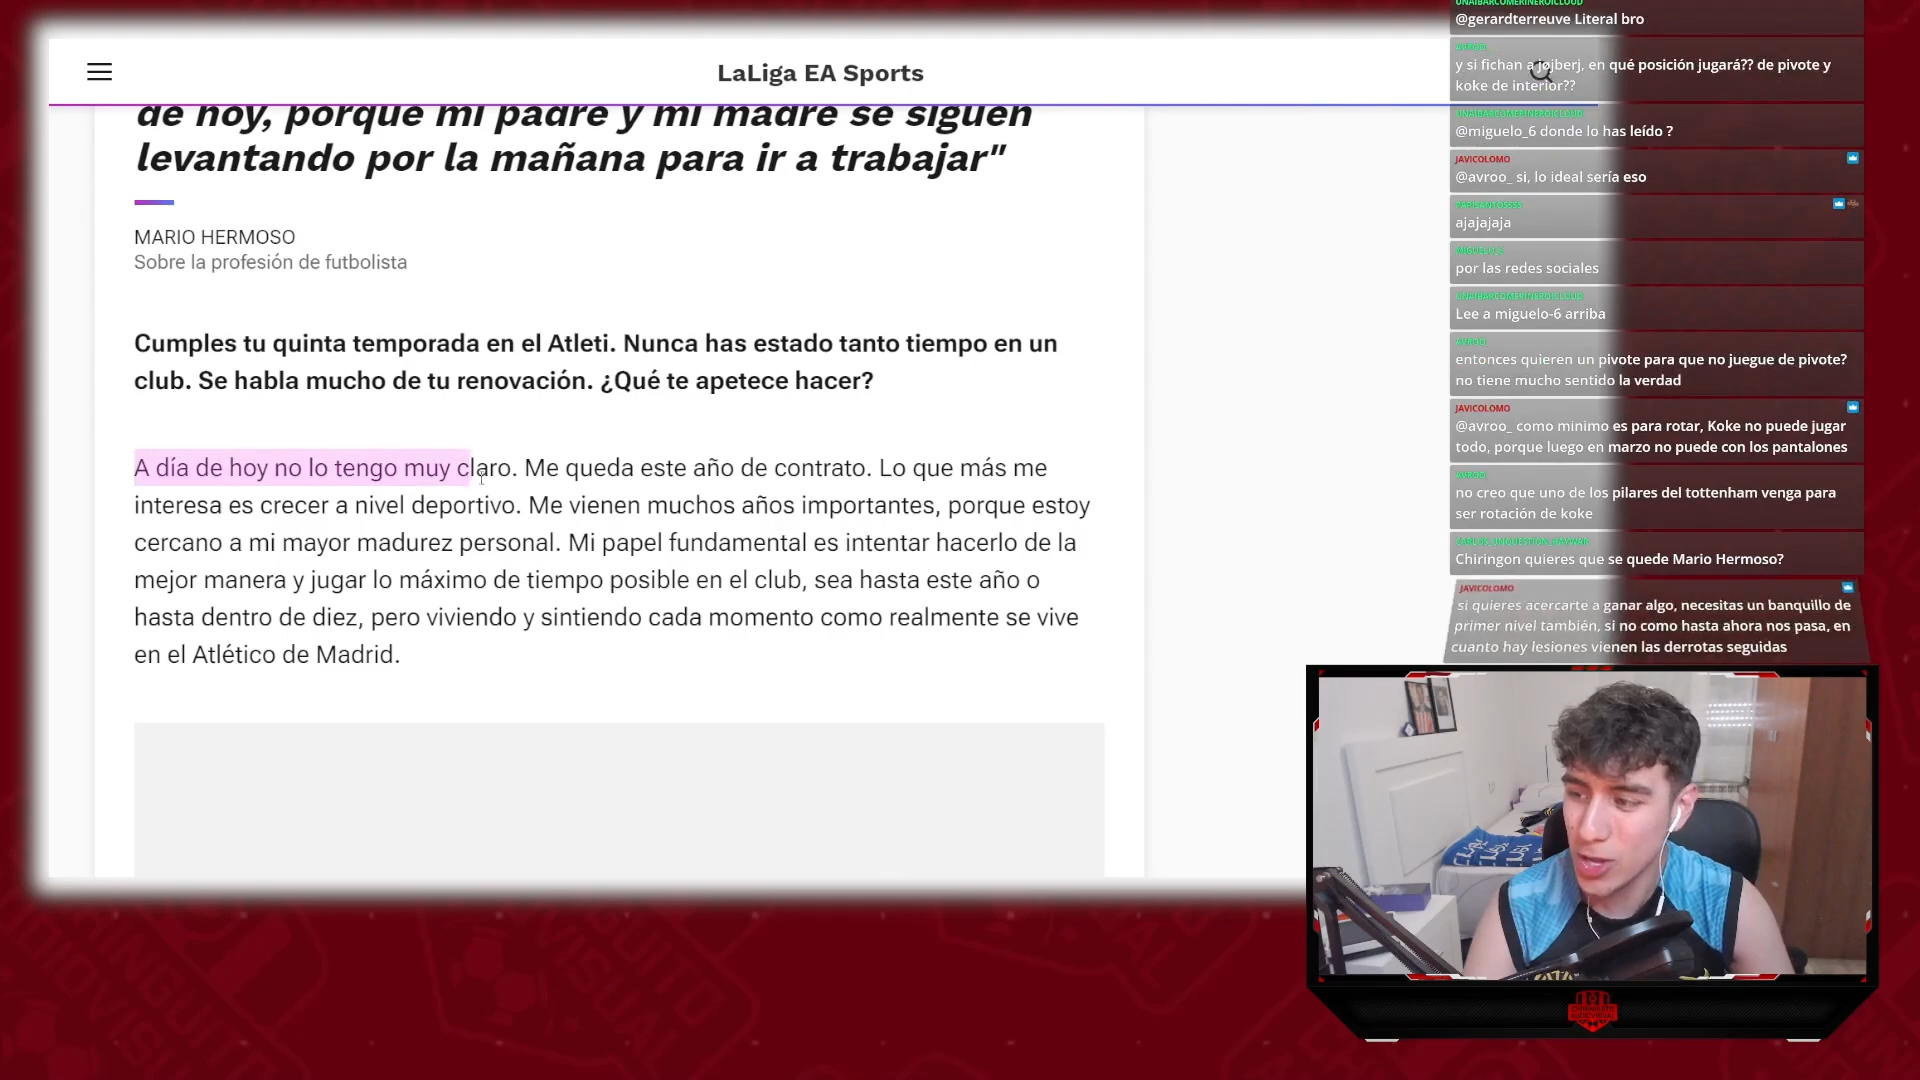 LaLiga EA Sports
de hoy, porque mi padre y mi madre se siguen
levantando por la mañana para ir a trabajar"
MARIO HERMOSO
Sobre la profesión de futbolista
Cumples tu quinta temporada en el Atleti. Nunca has estado tanto tiempo en un
club. Se habla mucho de tu renovación. ¿Qué te apetece hacer?
A día de hoy no lo tengo muy claro. Me queda este año de contrato. Lo que más me
interesa es crecer a nivel deportivo. Me vienen muchos años importantes, porque estoy
cercano a mi mayor madurez personal. Mi papel fundamental es intentar hacerlo de la
mejor manera y jugar lo máximo de tiempo posible en el club, sea hasta este año o
hasta dentro de diez, pero viviendo y sintiendo cada momento como realmente se vive
en el Atlético de Madrid.
@gerardterreuve Literal bro
AVROO_
y si fichan a jøjberj, en qué posición jugará?? de pivote y
koke de interior??
@miguelo_6 donde lo has leído ?
JAVICOLOMO
@avroo_ si, lo ideal sería eso
ajajajaja
MIGUELO_6
por las redes sociales
Lee a miguelo-6 arriba
AVROO_
entonces quieren un pivote para que no juegue de pivote?
no tiene mucho sentido la verdad
JAVICOLOMO
@avroo_ como minimo es para rotar, Koke no puede jugar
todo, porque luego en marzo no puede con los pantalones
AVROO_
no creo que uno de los pilares del tottenham venga para
ser rotación de koke
Chiringon quieres que se quede Mario Hermoso?
JAVICOLOMO
si quieres acercarte a ganar algo, necesitas un banquillo de
primer nivel también, si no como hasta ahora nos pasa, en
cuanto hay lesiones vienen las derrotas seguidas